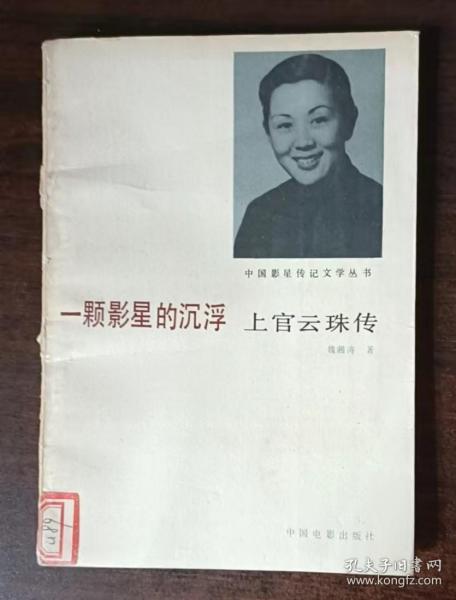 中国影星传记文学丛书
一颗影星的沉浮 上官云珠传
魏湘涛 著
中国电影出版社
孔夫子旧书网
www.kongfz.com